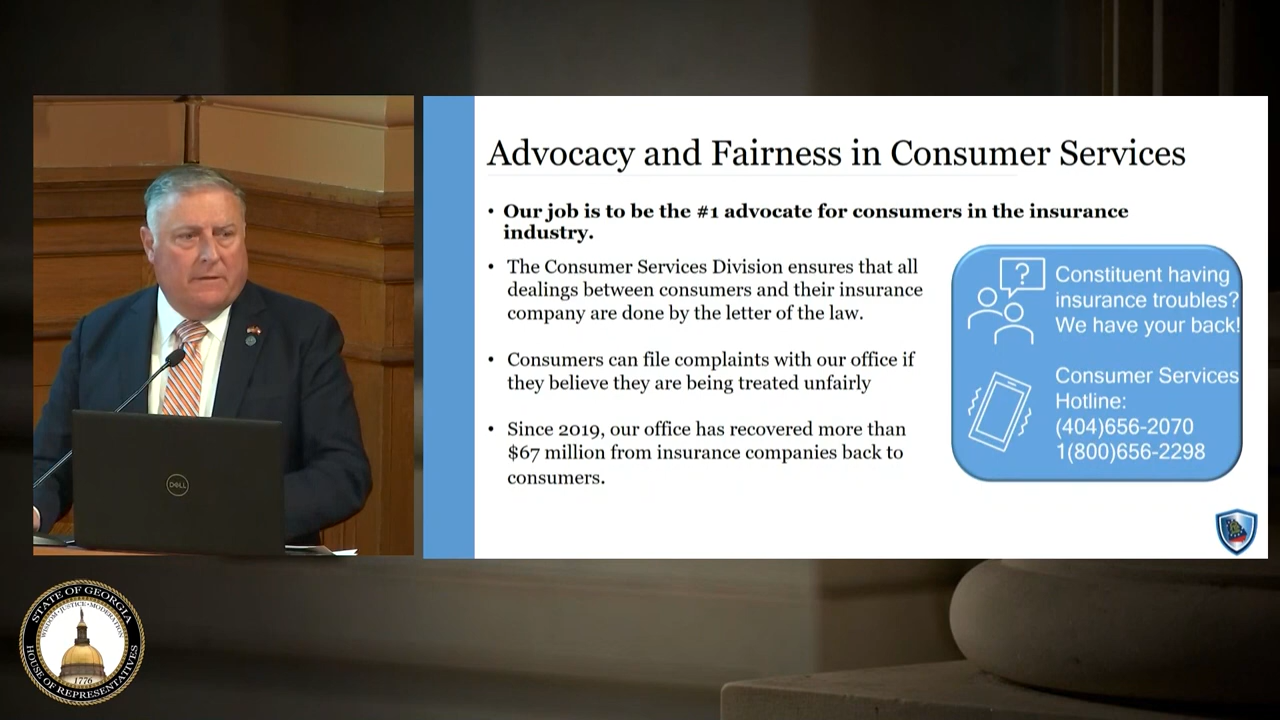 Advocacy and Fairness in Consumer Services
• Our job is to be the #1 advocate for consumers in the insurance
industry.
• The Consumer Services Division ensures that all
dealings between consumers and their insurance
company are done by the letter of the law.
• Consumers can file complaints with our office if
they believe they are being treated unfairly
• Since 2019, our office has recovered more than
$67 million from insurance companies back to
consumers.
?
Constituent having
insurance troubles?
We have your back!
Consumer Services
Hotline:
(404)656-2070
1(800)656-2298
DELL
STATE OF GEORGIA
WISDOM • JUSTICE • MODERATION
1776
HOUSE OF REPRESENTATIVES